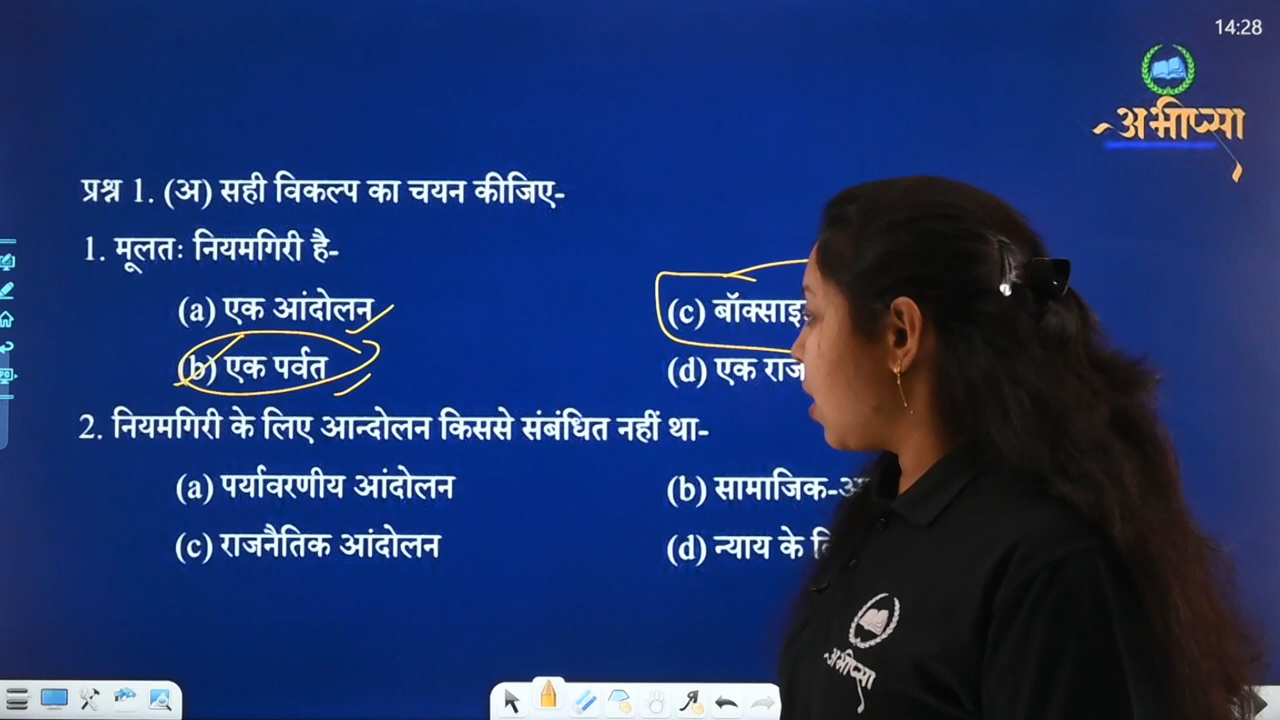 14:28
अभीप्सा
प्रश्न 1. (अ) सही विकल्प का चयन कीजिए-
1. मूलतः नियमगिरी है-
(a) एक आंदोलन
(c)
(b) एक पर्वत
(d) एक
2. नियमगिरी के लिए आन्दोलन किससे संबंधित नहीं था-
(a) पर्यावरणीय आंदोलन
(b) सामाजिक-
(c) राजनैतिक आंदोलन
(d) न्याय के
अभीप्सा